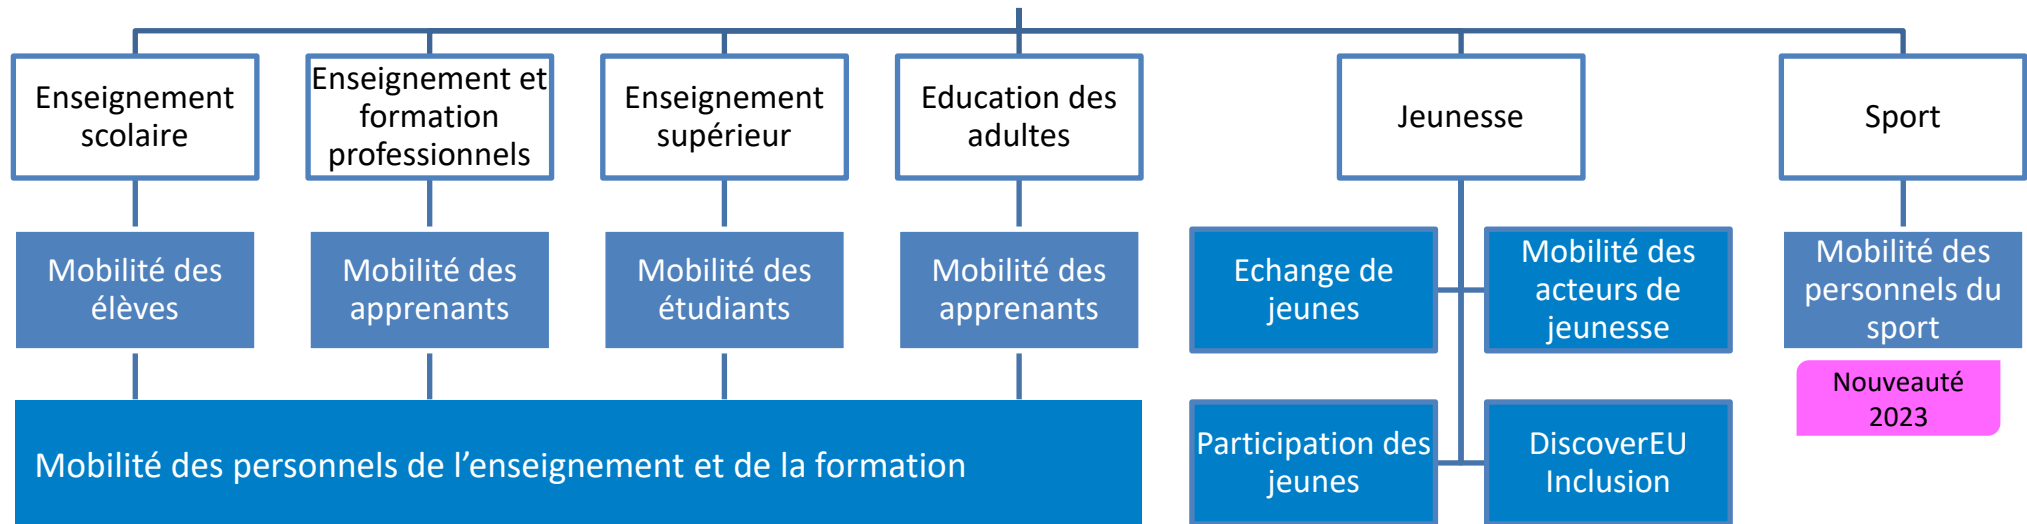 Enseignement
scolaire
Enseignement et
formation
professionnels
Enseignement
supérieur
Education des
adultes
Jeunesse
Sport
Mobilité des
élèves
Mobilité des
apprenants
Mobilité des
étudiants
Mobilité des
apprenants
Echange de
jeunes
Mobilité des
acteurs de
jeunesse
Mobilité des
personnels du
sport
Nouveauté
2023
Mobilité des personnels de l’enseignement et de la formation
Participation des
jeunes
DiscoverEU
Inclusion